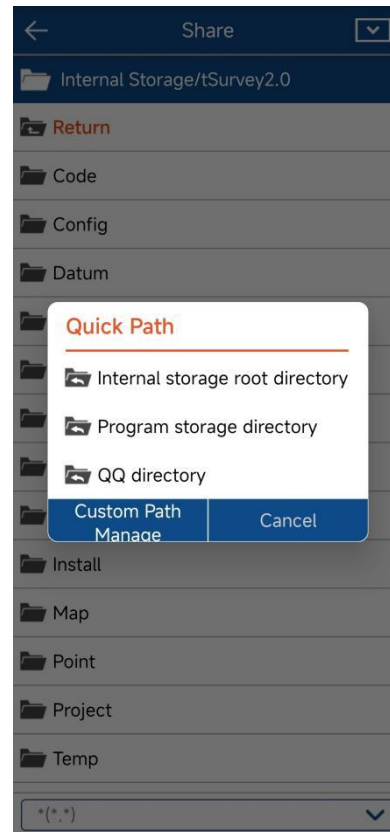 Share
Internal Storage/tSurvey2.0
Return
Code
Config
Datum
Quick Path
Internal storage root directory
Program storage directory
QQ directory
Custom Path
Manage
Cancel
Install
Map
Point
Project
Temp
*(*.*)